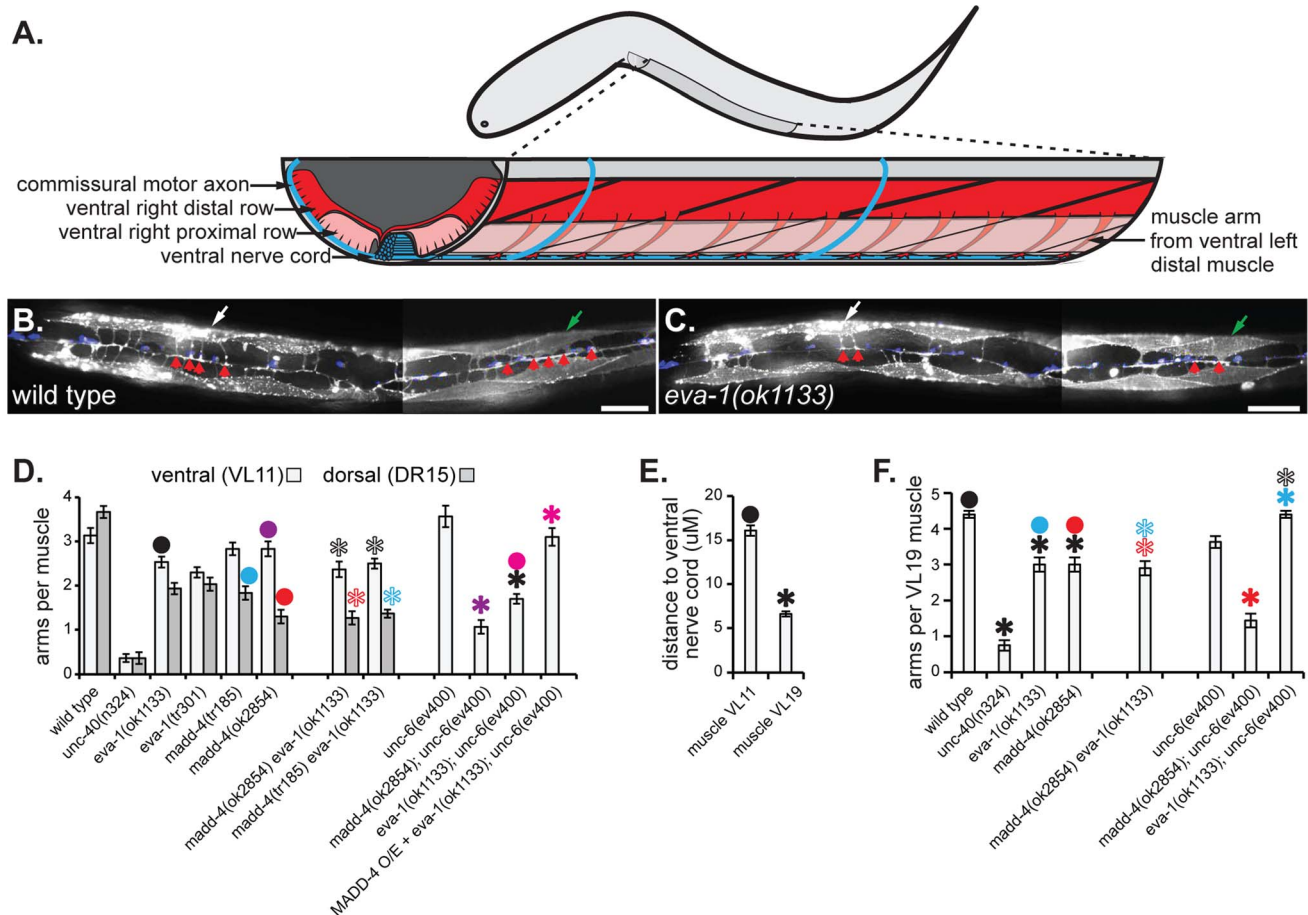 A.
commissural motor axon
ventral right distal row
ventral right proximal row
ventral nerve cord
muscle arm
from ventral left
distal muscle
B.
wild type
C.
eva-1(ok1133)
D.
ventral (VL11)
dorsal (DR15)
arms per muscle
4
3
2
1
0
wild type
unc-40(n324)
eva-1(ok1133)
eva-1(tr301)
madd-4(tr185)
madd-4(ok2854)
madd-4(ok2854) eva-1(ok1133)
madd-4(tr185) eva-1(ok1133)
unc-6(ev400)
madd-4(ok2854); unc-6(ev400)
eva-1(ok1133); unc-6(ev400)
MADD-4 O/E + eva-1(ok1133); unc-6(ev400)
E.
distance to ventral
nerve cord (uM)
20
15
10
5
0
muscle VL11
muscle VL19
F.
arms per VL19 muscle
5
4
3
2
1
0
wild type
unc-40(n324)
eva-1(ok1133)
madd-4(ok2854)
madd-4(ok2854) eva-1(ok1133)
unc-6(ev400)
madd-4(ok2854); unc-6(ev400)
eva-1(ok1133); unc-6(ev400)